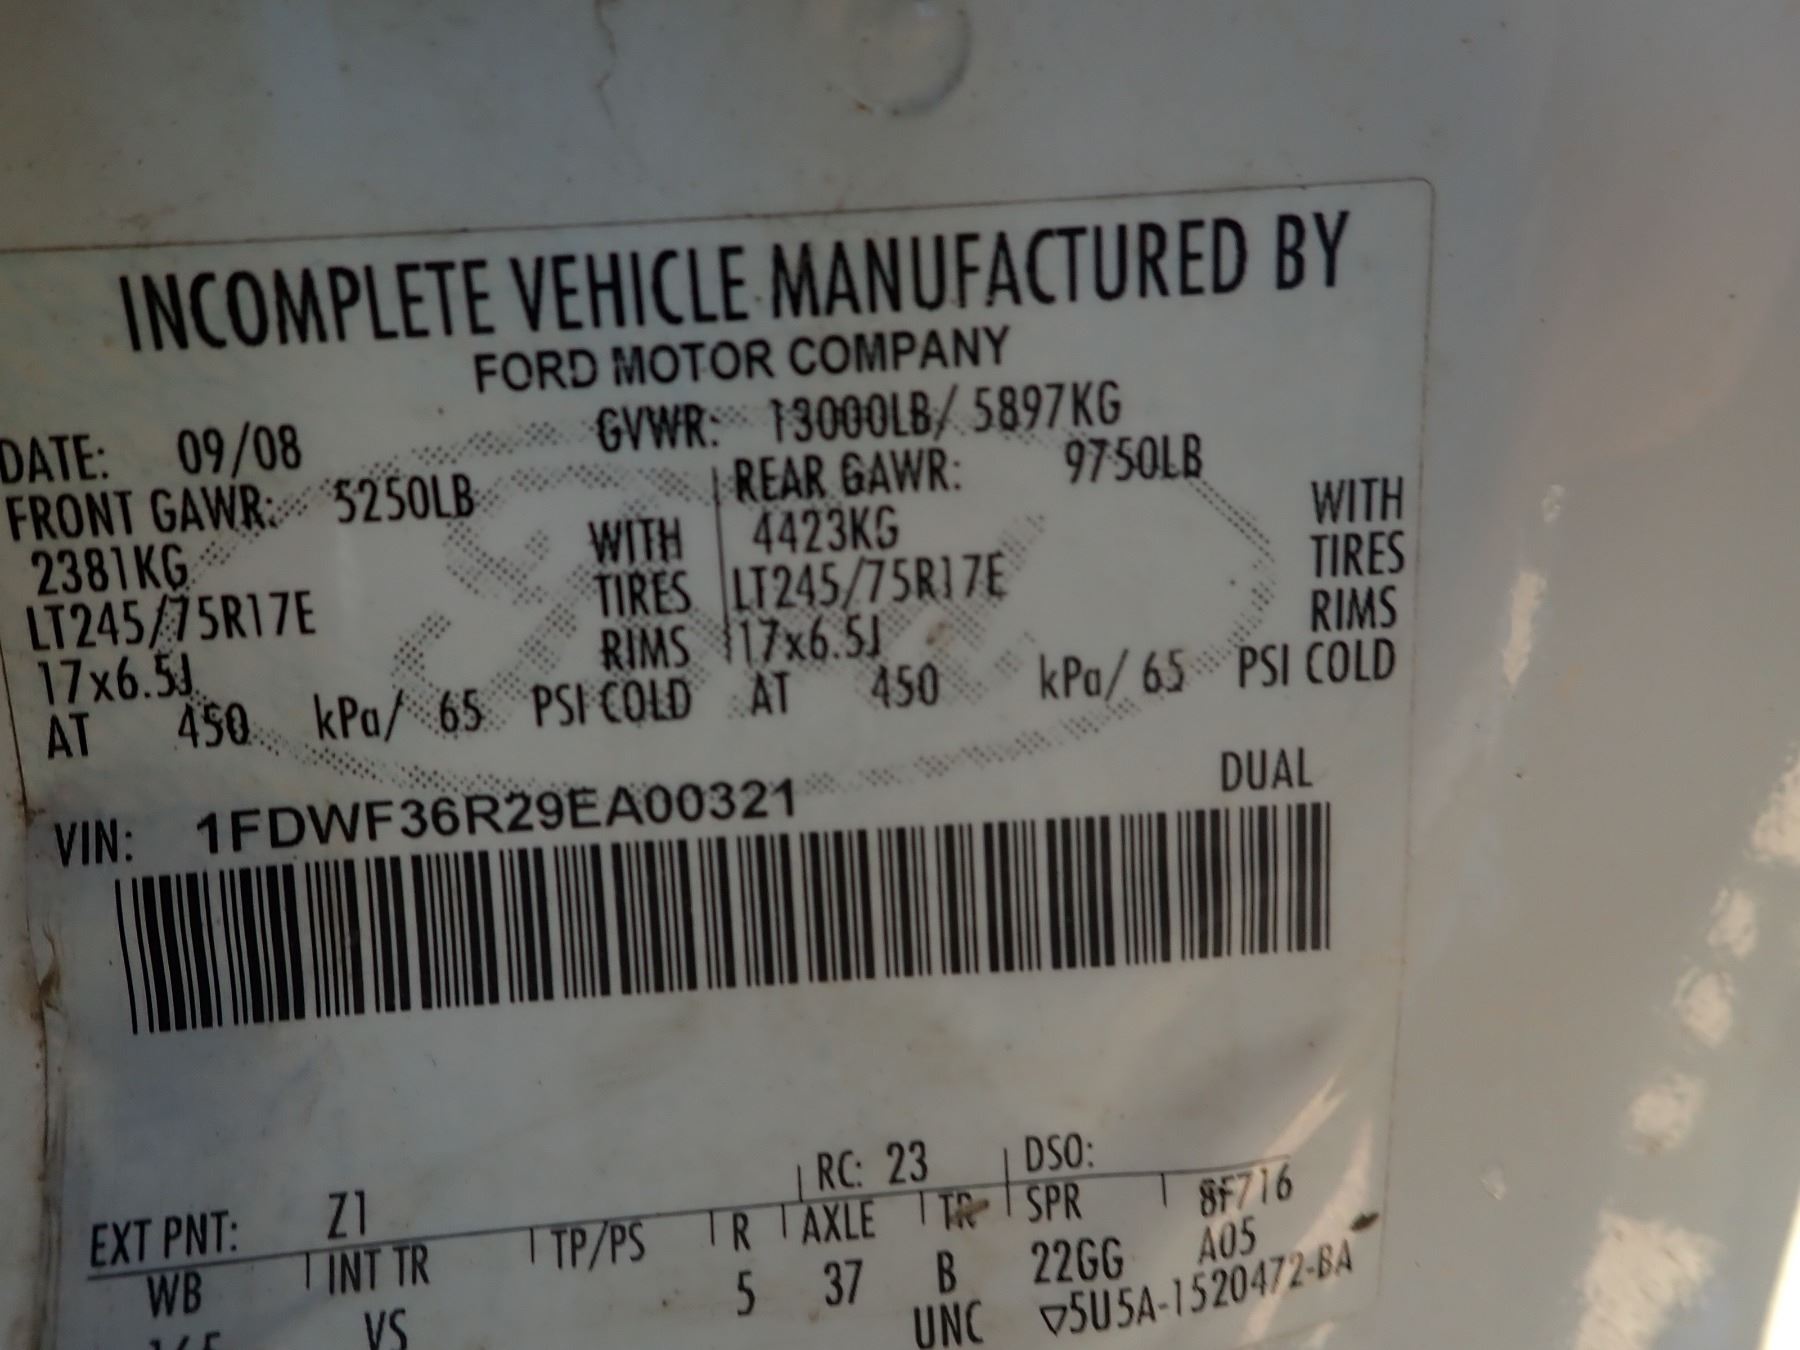 INCOMPLETE VEHICLE MANUFACTURED BY
FORD MOTOR COMPANY
DATE: 09/08 GVWR: 13000LB/ 5897KG
FRONT GAWR: 5250LB REAR GAWR: 9750LB
2381KG WITH 4423KG WITH
LT245/75R17E TIRES LT245/75R17E TIRES
17x6.5J RIMS 17x6.5J RIMS
AT 450 kPa/ 65 PSI COLD AT 450 kPa/ 65 PSI COLD
VIN: 1FDWF36R29EA00321 DUAL
EXT PNT: Z1 RC: 23 DSO:
WB INT TR TP/PS R AXLE TR SPR 8F716
VS 5 37 B 22GG A05
UNC ▽5U5A-1520472-BA